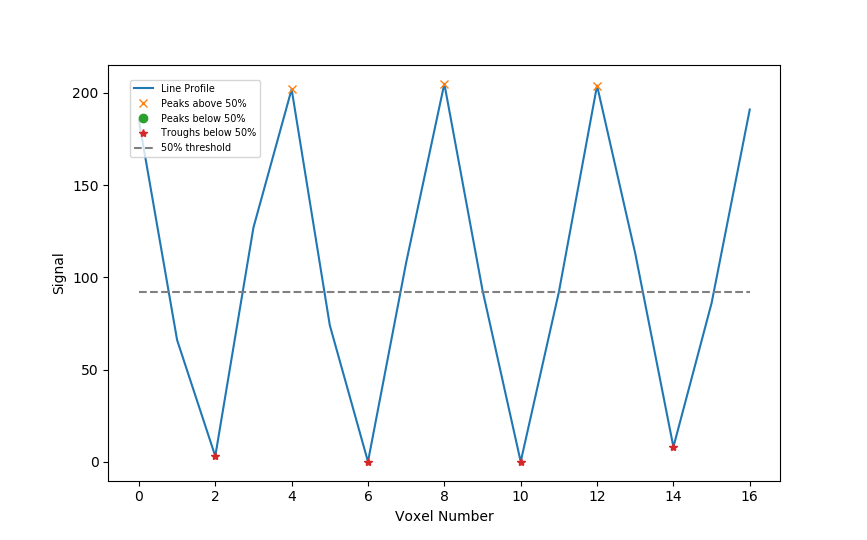 Line Profile
Peaks above 50%
Peaks below 50%
Troughs below 50%
50% threshold
200
150
100
50
0
Signal
0 2 4 6 8 10 12 14 16
Voxel Number